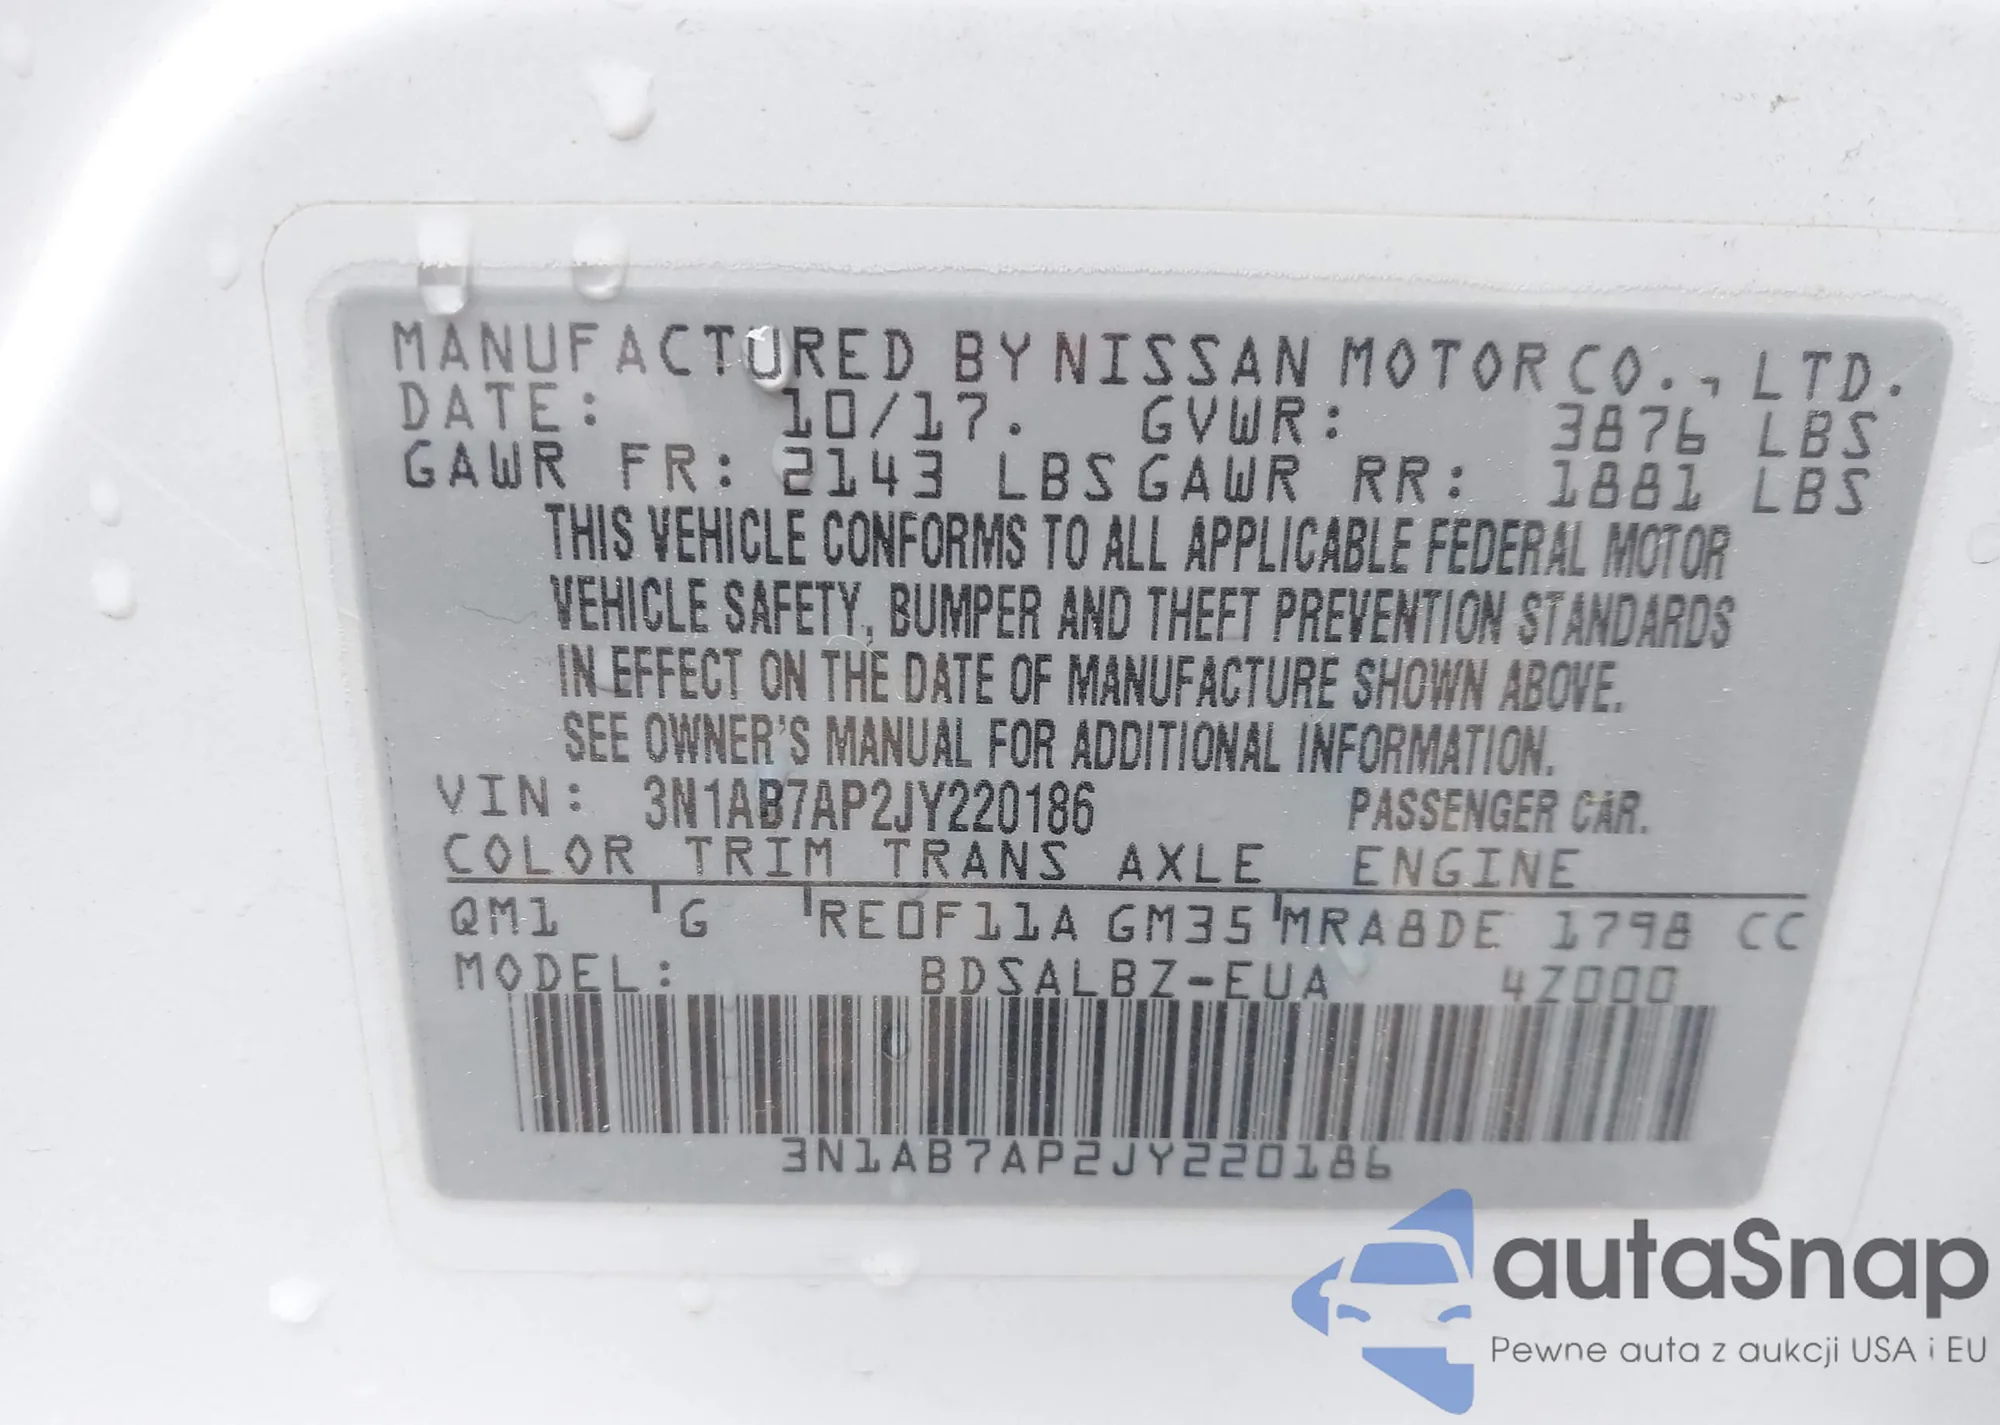 MANUFACTURED BY NISSAN MOTOR CO., LTD.
DATE: 10/17. GVWR: 3876 LBS
GAWR FR: 2143 LBS GAWR RR: 1881 LBS
THIS VEHICLE CONFORMS TO ALL APPLICABLE FEDERAL MOTOR
VEHICLE SAFETY, BUMPER AND THEFT PREVENTION STANDARDS
IN EFFECT ON THE DATE OF MANUFACTURE SHOWN ABOVE.
SEE OWNER'S MANUAL FOR ADDITIONAL INFORMATION.
VIN: 3N1AB7AP2JY220186 PASSENGER CAR.
COLOR TRIM TRANS AXLE ENGINE
QM1 G RE0F11A GM35 MRA8DE 1798 CC
MODEL: BDSALBZ-EUA 4Z000
3N1AB7AP2JY220186
autaSnap
Pewne auta z aukcji USA i EU